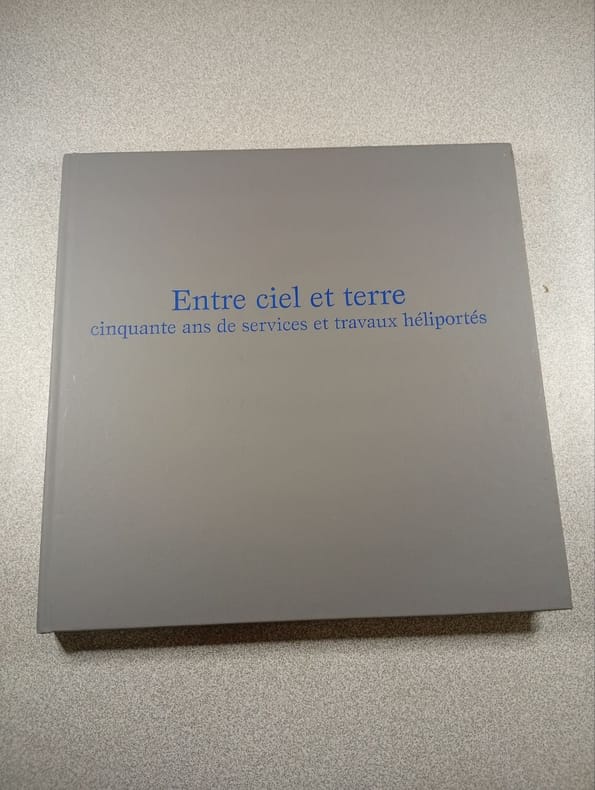 Entre ciel et terre
cinquante ans de services et travaux héliportés